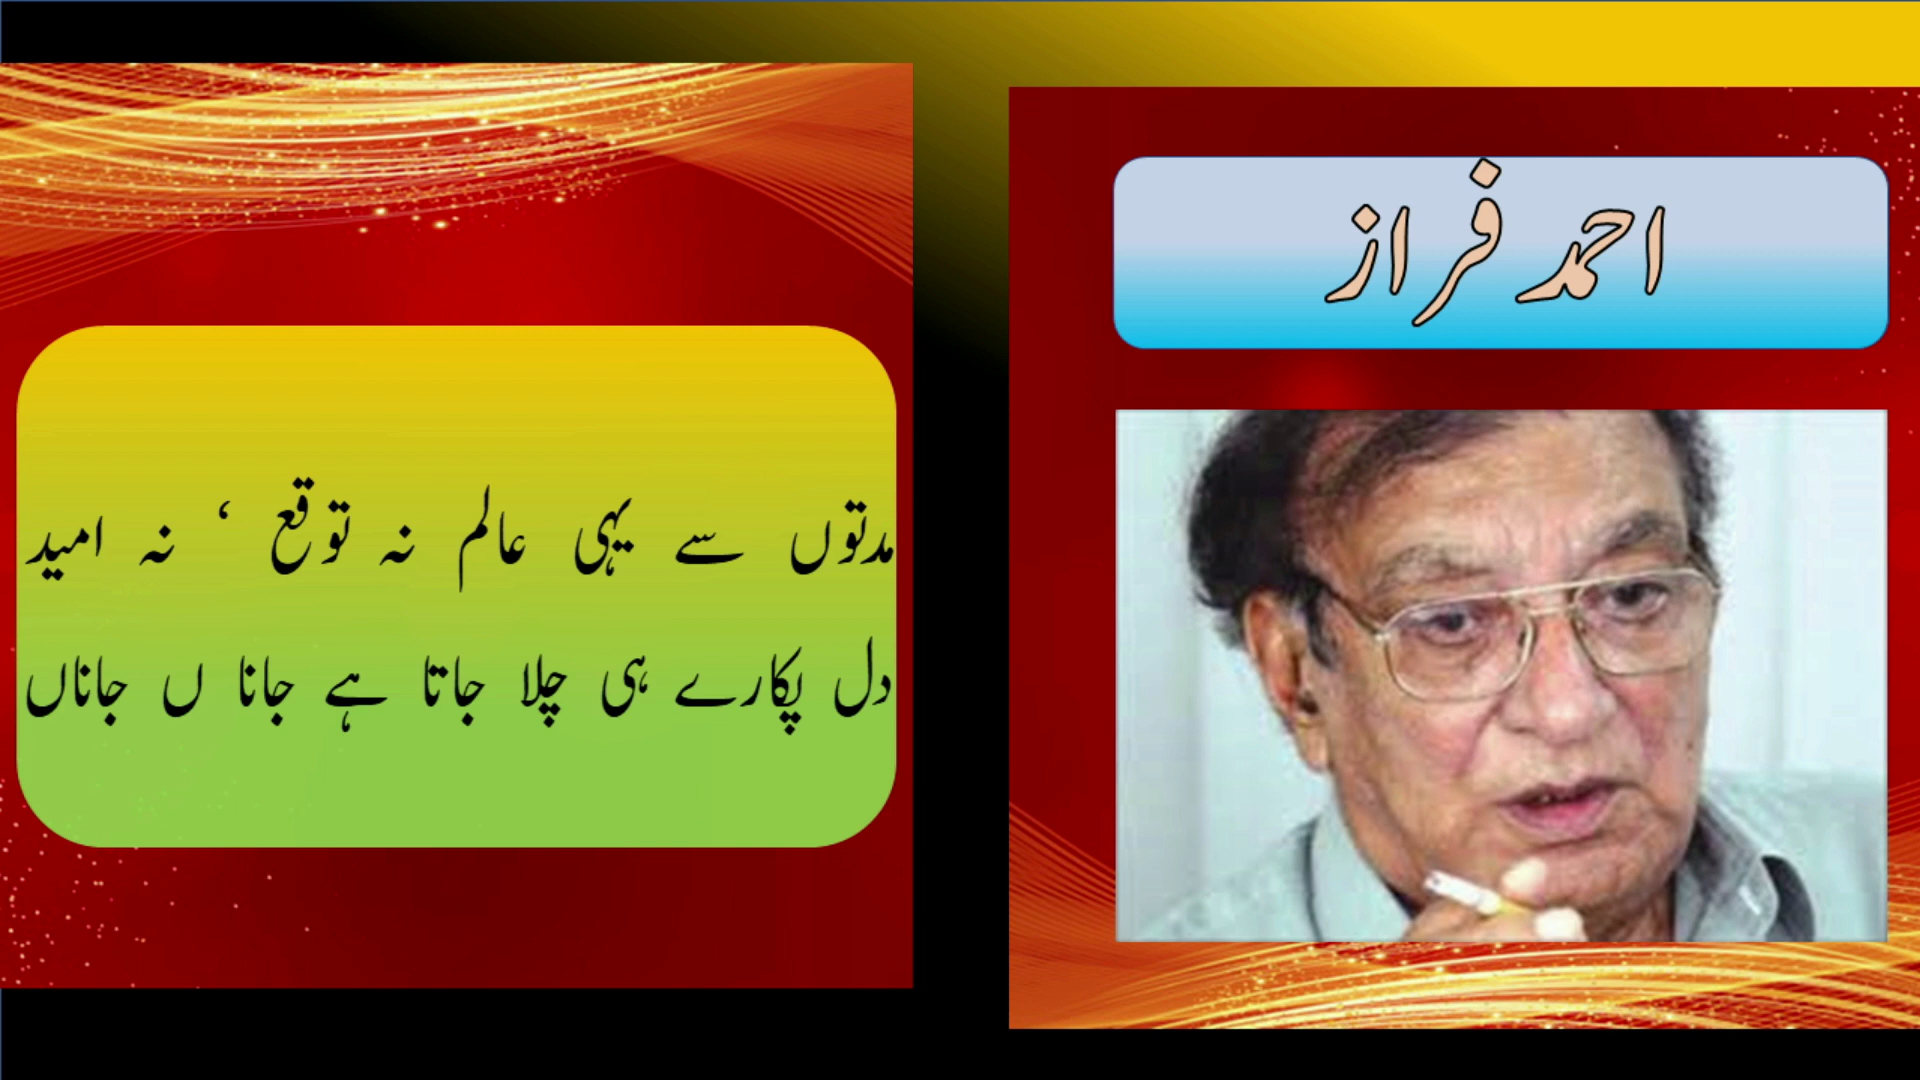 احمد فراز
مدتوں سے یہی عالم نہ توقع ‘ نہ امید
دل پکارے ہی چلا جاتا ہے جانا ں جاناں